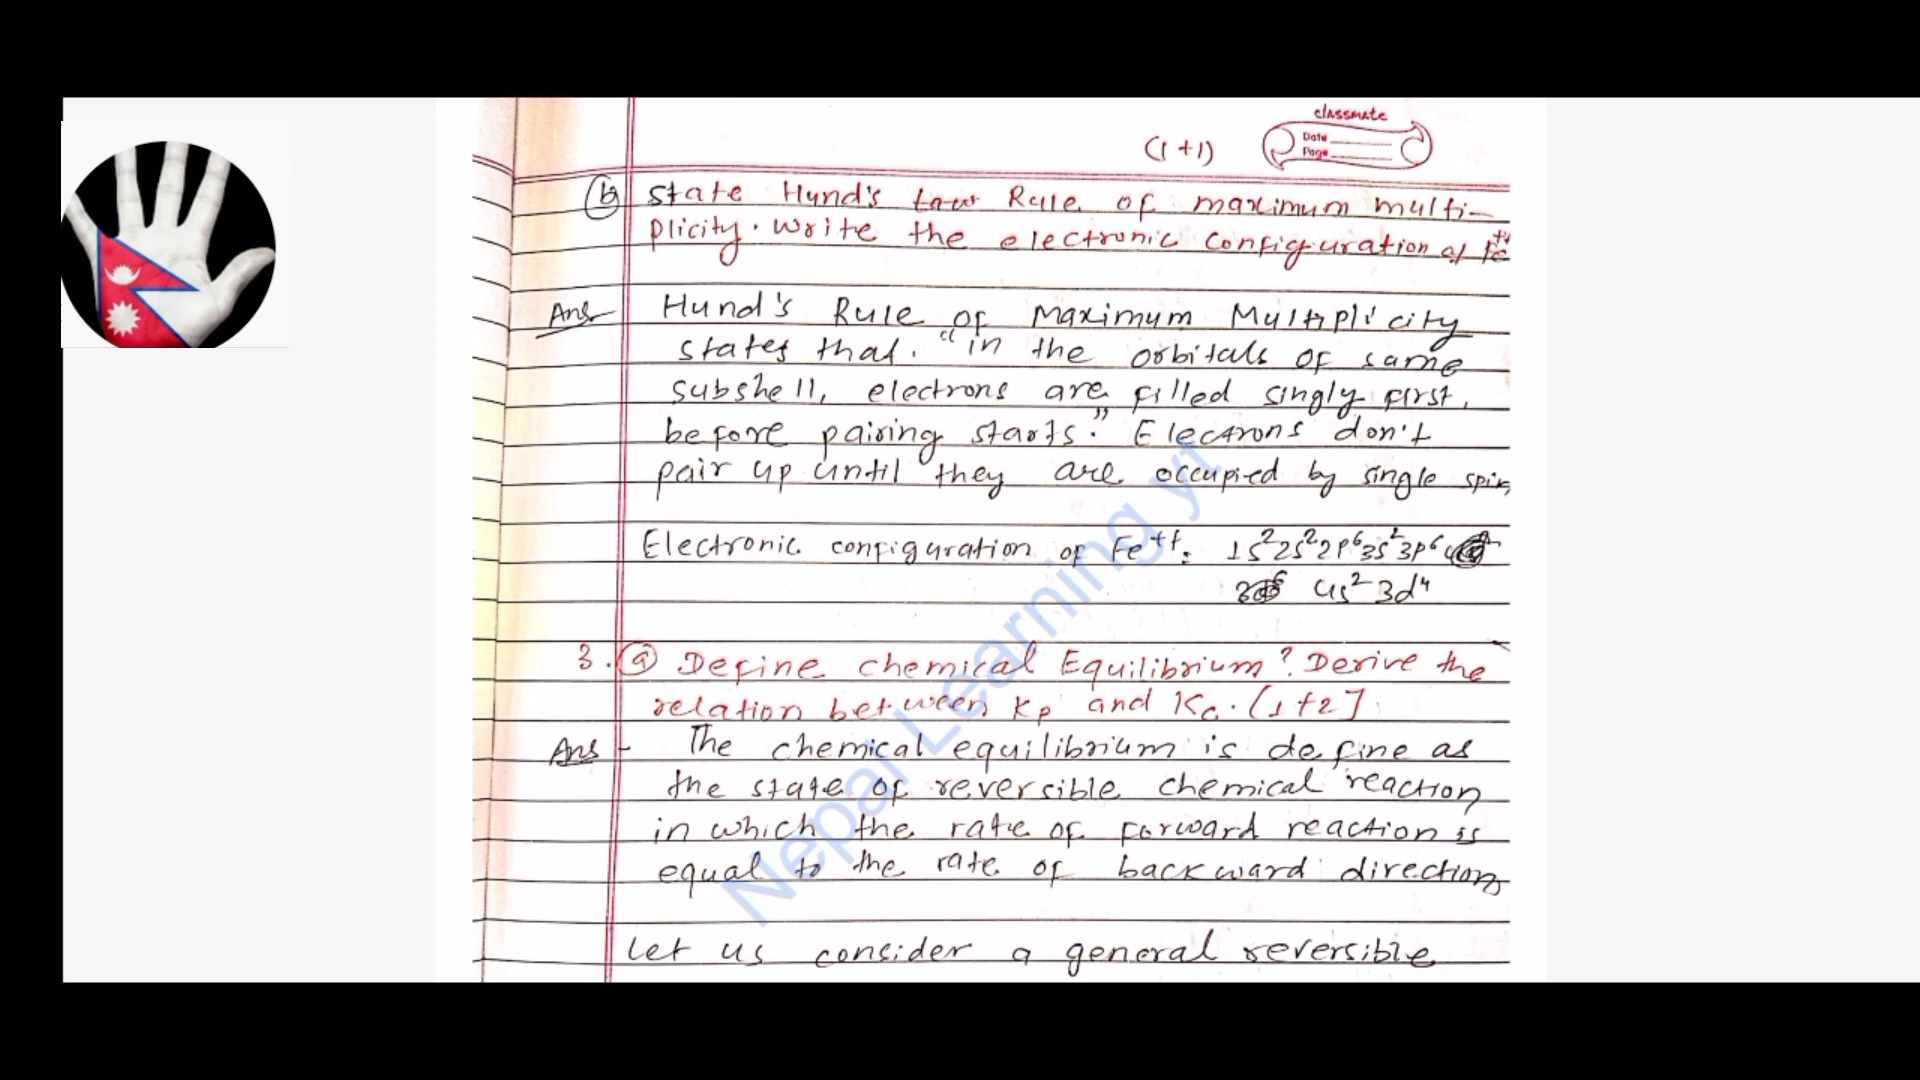 classmate
Date
Page
(1+1)
(b) State Hund's Law Rule of maximum multi-
plicity. Write the electronic configuration of Fe++
Ans Hund's Rule of Maximum Multiplicity
states that. "in the orbitals of same
subshell, electrons are filled singly first,
before pairing starts." Electrons don't
pair up until they are occupied by single spin,
Electronic configuration of Fe++: 1s²2s²2p⁶3s²3p⁶
4s² 3d⁴
3. (a) Define chemical Equilibrium? Derive the
relation between Kp and Kc. [1+2]
Ans - The chemical equilibrium is define as
the state of reversible chemical reaction
in which the rate of forward reaction is
equal to the rate of backward direction,
Let us consider a general reversible
Nepal Learning yt